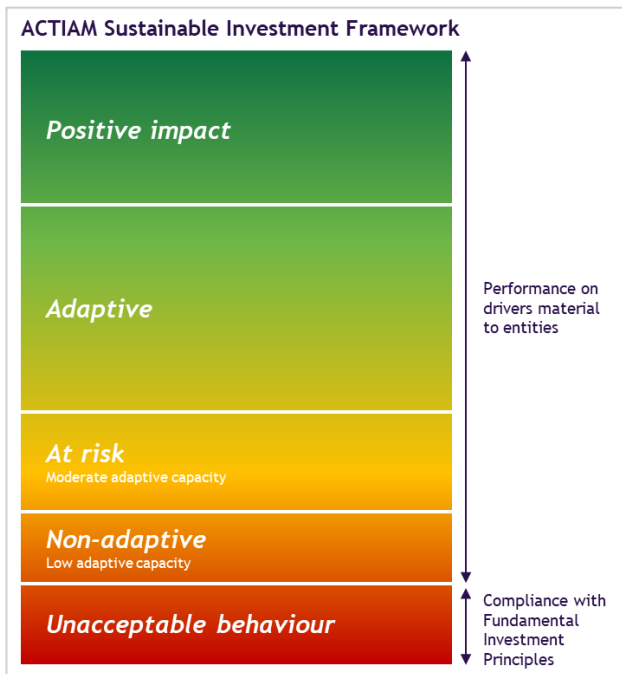 ACTIAM Sustainable Investment Framework
Positive impact
Adaptive
Performance on
drivers material
to entities
At risk
Moderate adaptive capacity
Non-adaptive
Low adaptive capacity
Unacceptable behaviour
Compliance with
Fundamental
Investment
Principles